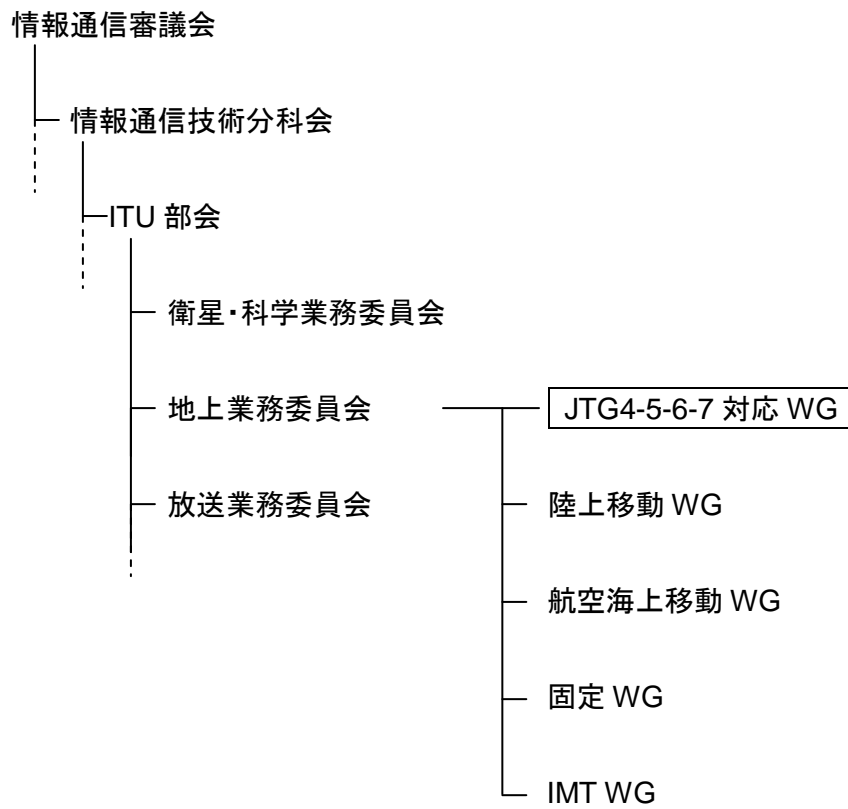 情報通信審議会
情報通信技術分科会
ITU 部会
衛星・科学業務委員会
地上業務委員会
JTG4-5-6-7 対応 WG
放送業務委員会
陸上移動 WG
航空海上移動 WG
固定 WG
IMT WG